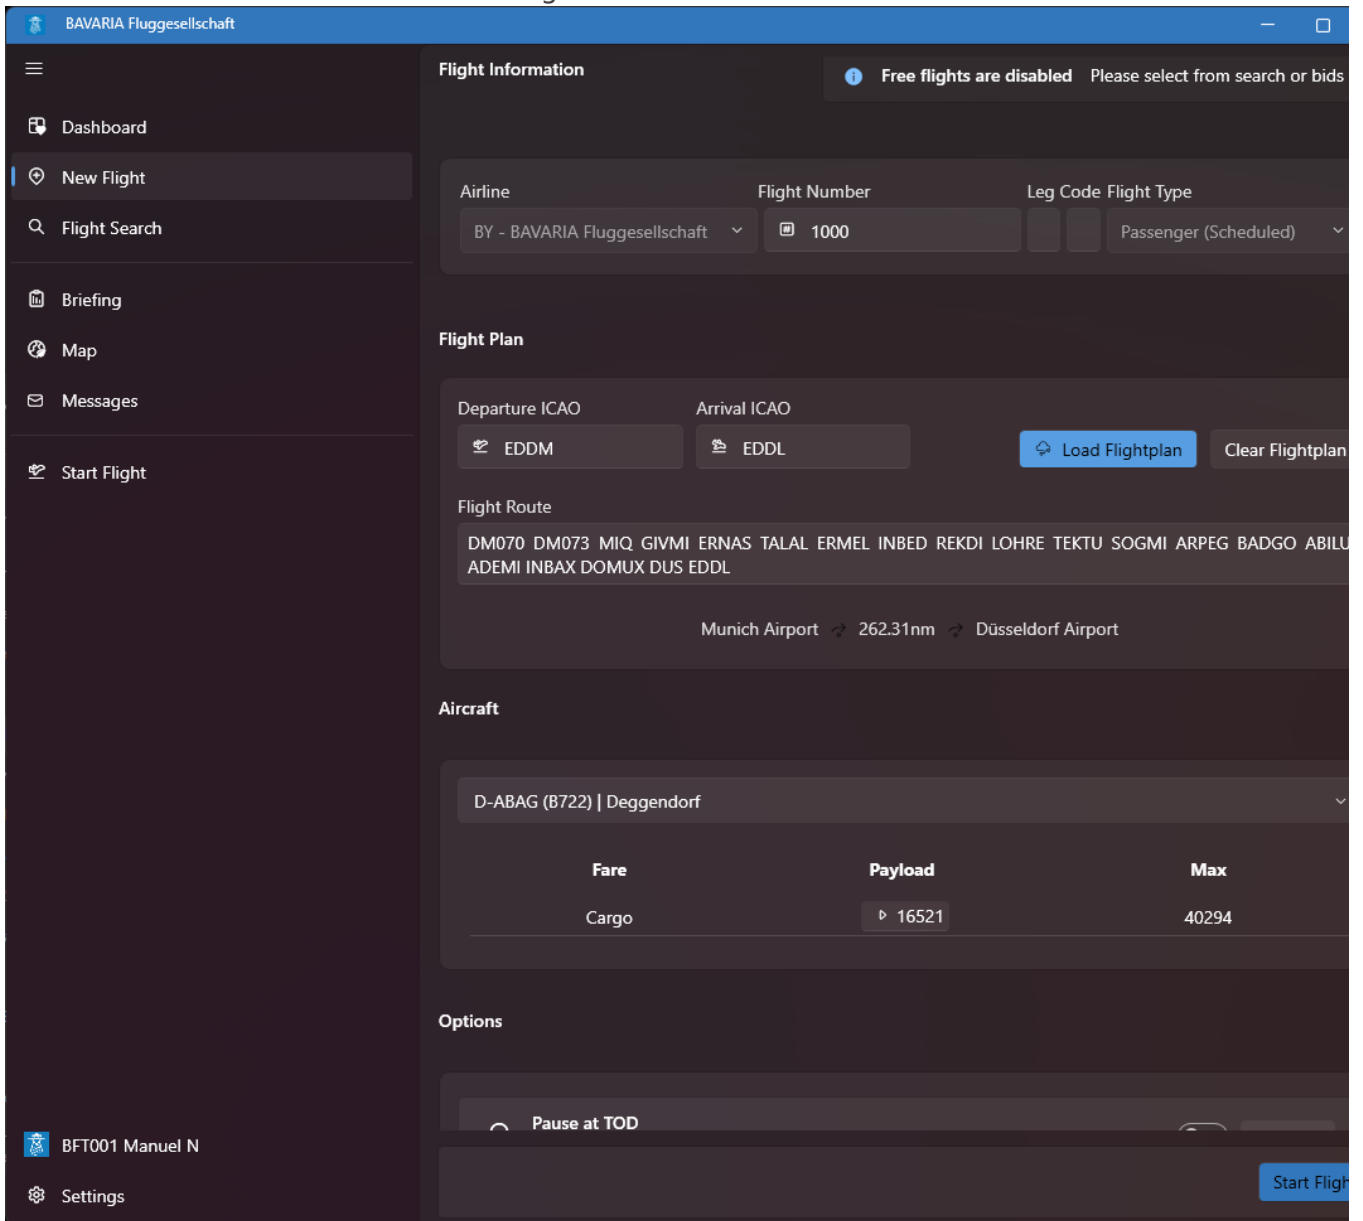 BAVARIA Fluggesellschaft
Flight Information
Free flights are disabled Please select from search or bids
Dashboard
New Flight
Flight Search
Briefing
Map
Messages
Start Flight
Airline Flight Number Leg Code Flight Type
BY - BAVARIA Fluggesellschaft 1000 Passenger (Scheduled)
Flight Plan
Departure ICAO Arrival ICAO
EDDM EDDL Load Flightplan Clear Flightplan
Flight Route
DM070 DM073 MIQ GIVMI ERNAS TALAL ERMEL INBED REKDI LOHRE TEKTU SOGMI ARPEG BADGO ABILU
ADEMI INBAX DOMUX DUS EDDL
Munich Airport 262.31nm Düsseldorf Airport
Aircraft
D-ABAG (B722) | Deggendorf
Fare Payload Max
Cargo 16521 40294
Options
Pause at TOD
BFT001 Manuel N
Settings
Start Fligh